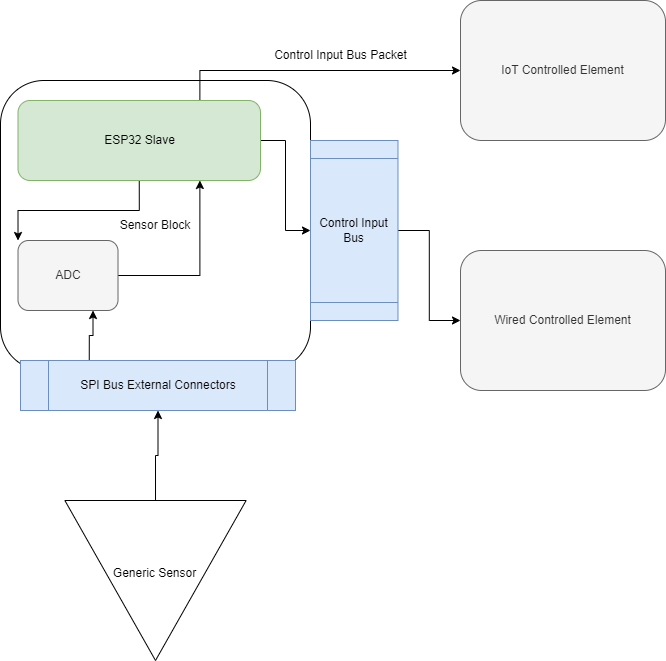 Control Input Bus Packet
IoT Controlled Element
ESP32 Slave
Sensor Block
Control Input
Bus
ADC
Wired Controlled Element
SPI Bus External Connectors
Generic Sensor